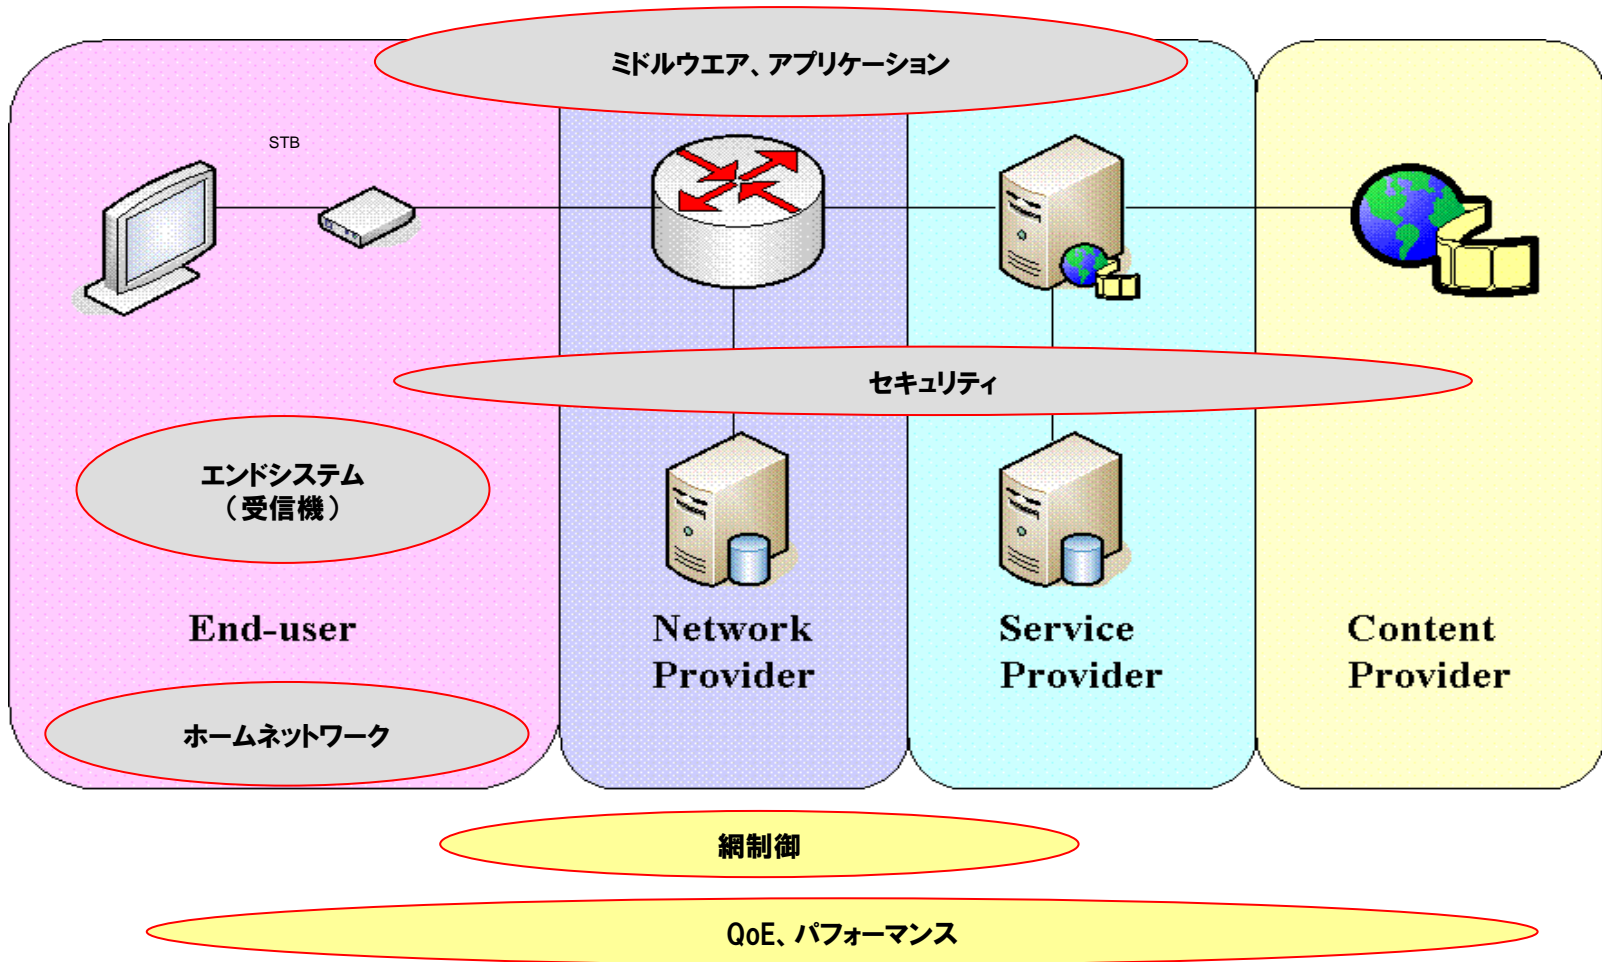 ミドルウエア、アプリケーション
STB
セキュリティ
エンドシステム
（受信機）
End-user
Network
Provider
Service
Provider
Content
Provider
ホームネットワーク
網制御
QoE、パフォーマンス